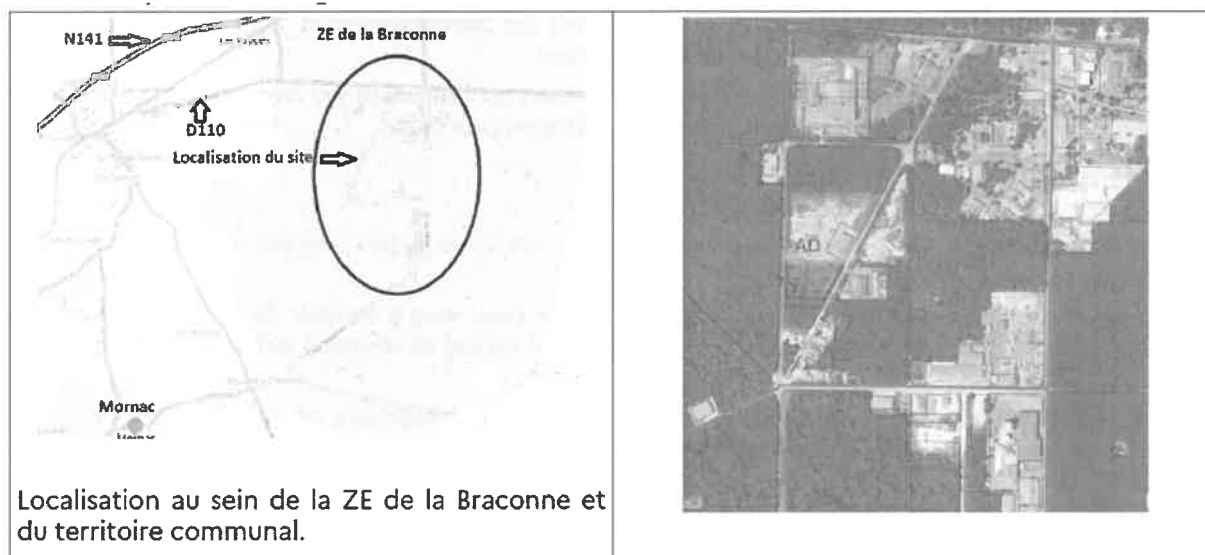 N141
ZE de la Braconne
D110
Localisation du site
AD
Mornac
Localisation au sein de la ZE de la Braconne et
du territoire communal.